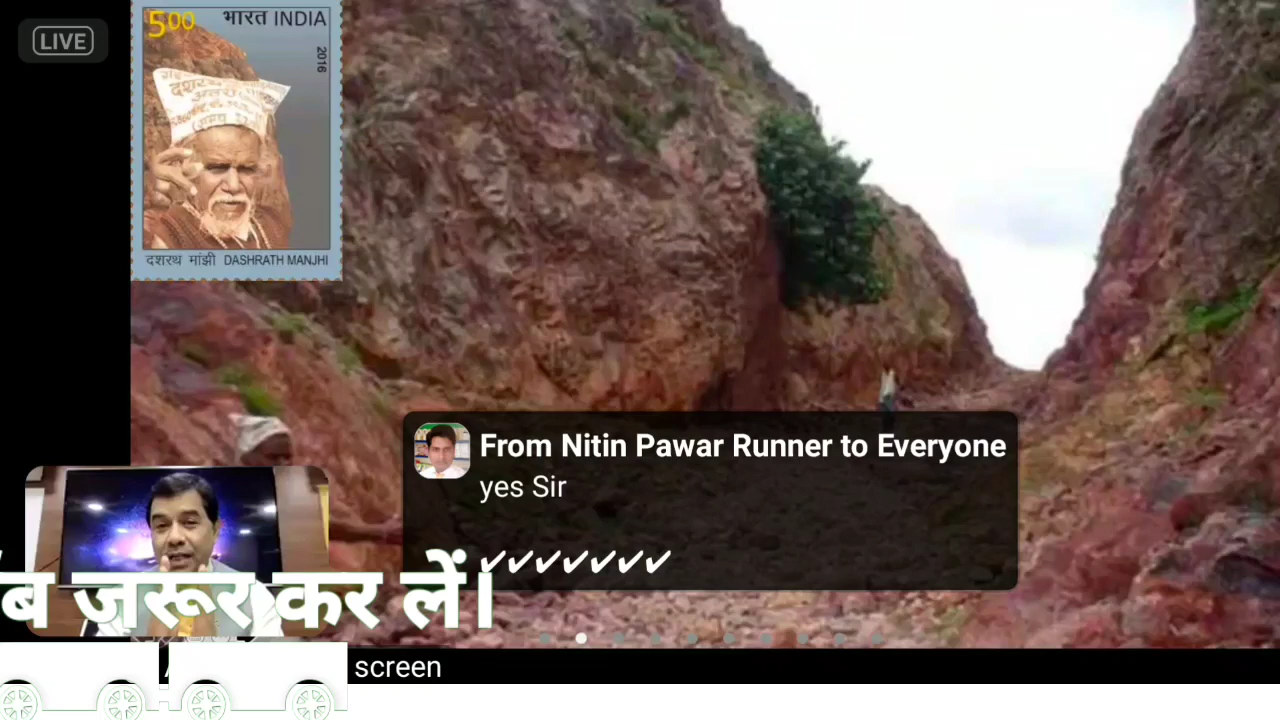 LIVE
5.00
भारत INDIA
2016
दशरथ मांझी DASHRATH MANJHI
From Nitin Pawar Runner to Everyone
yes Sir
✓✓✓✓✓✓✓
ब जरूर कर लें।
screen